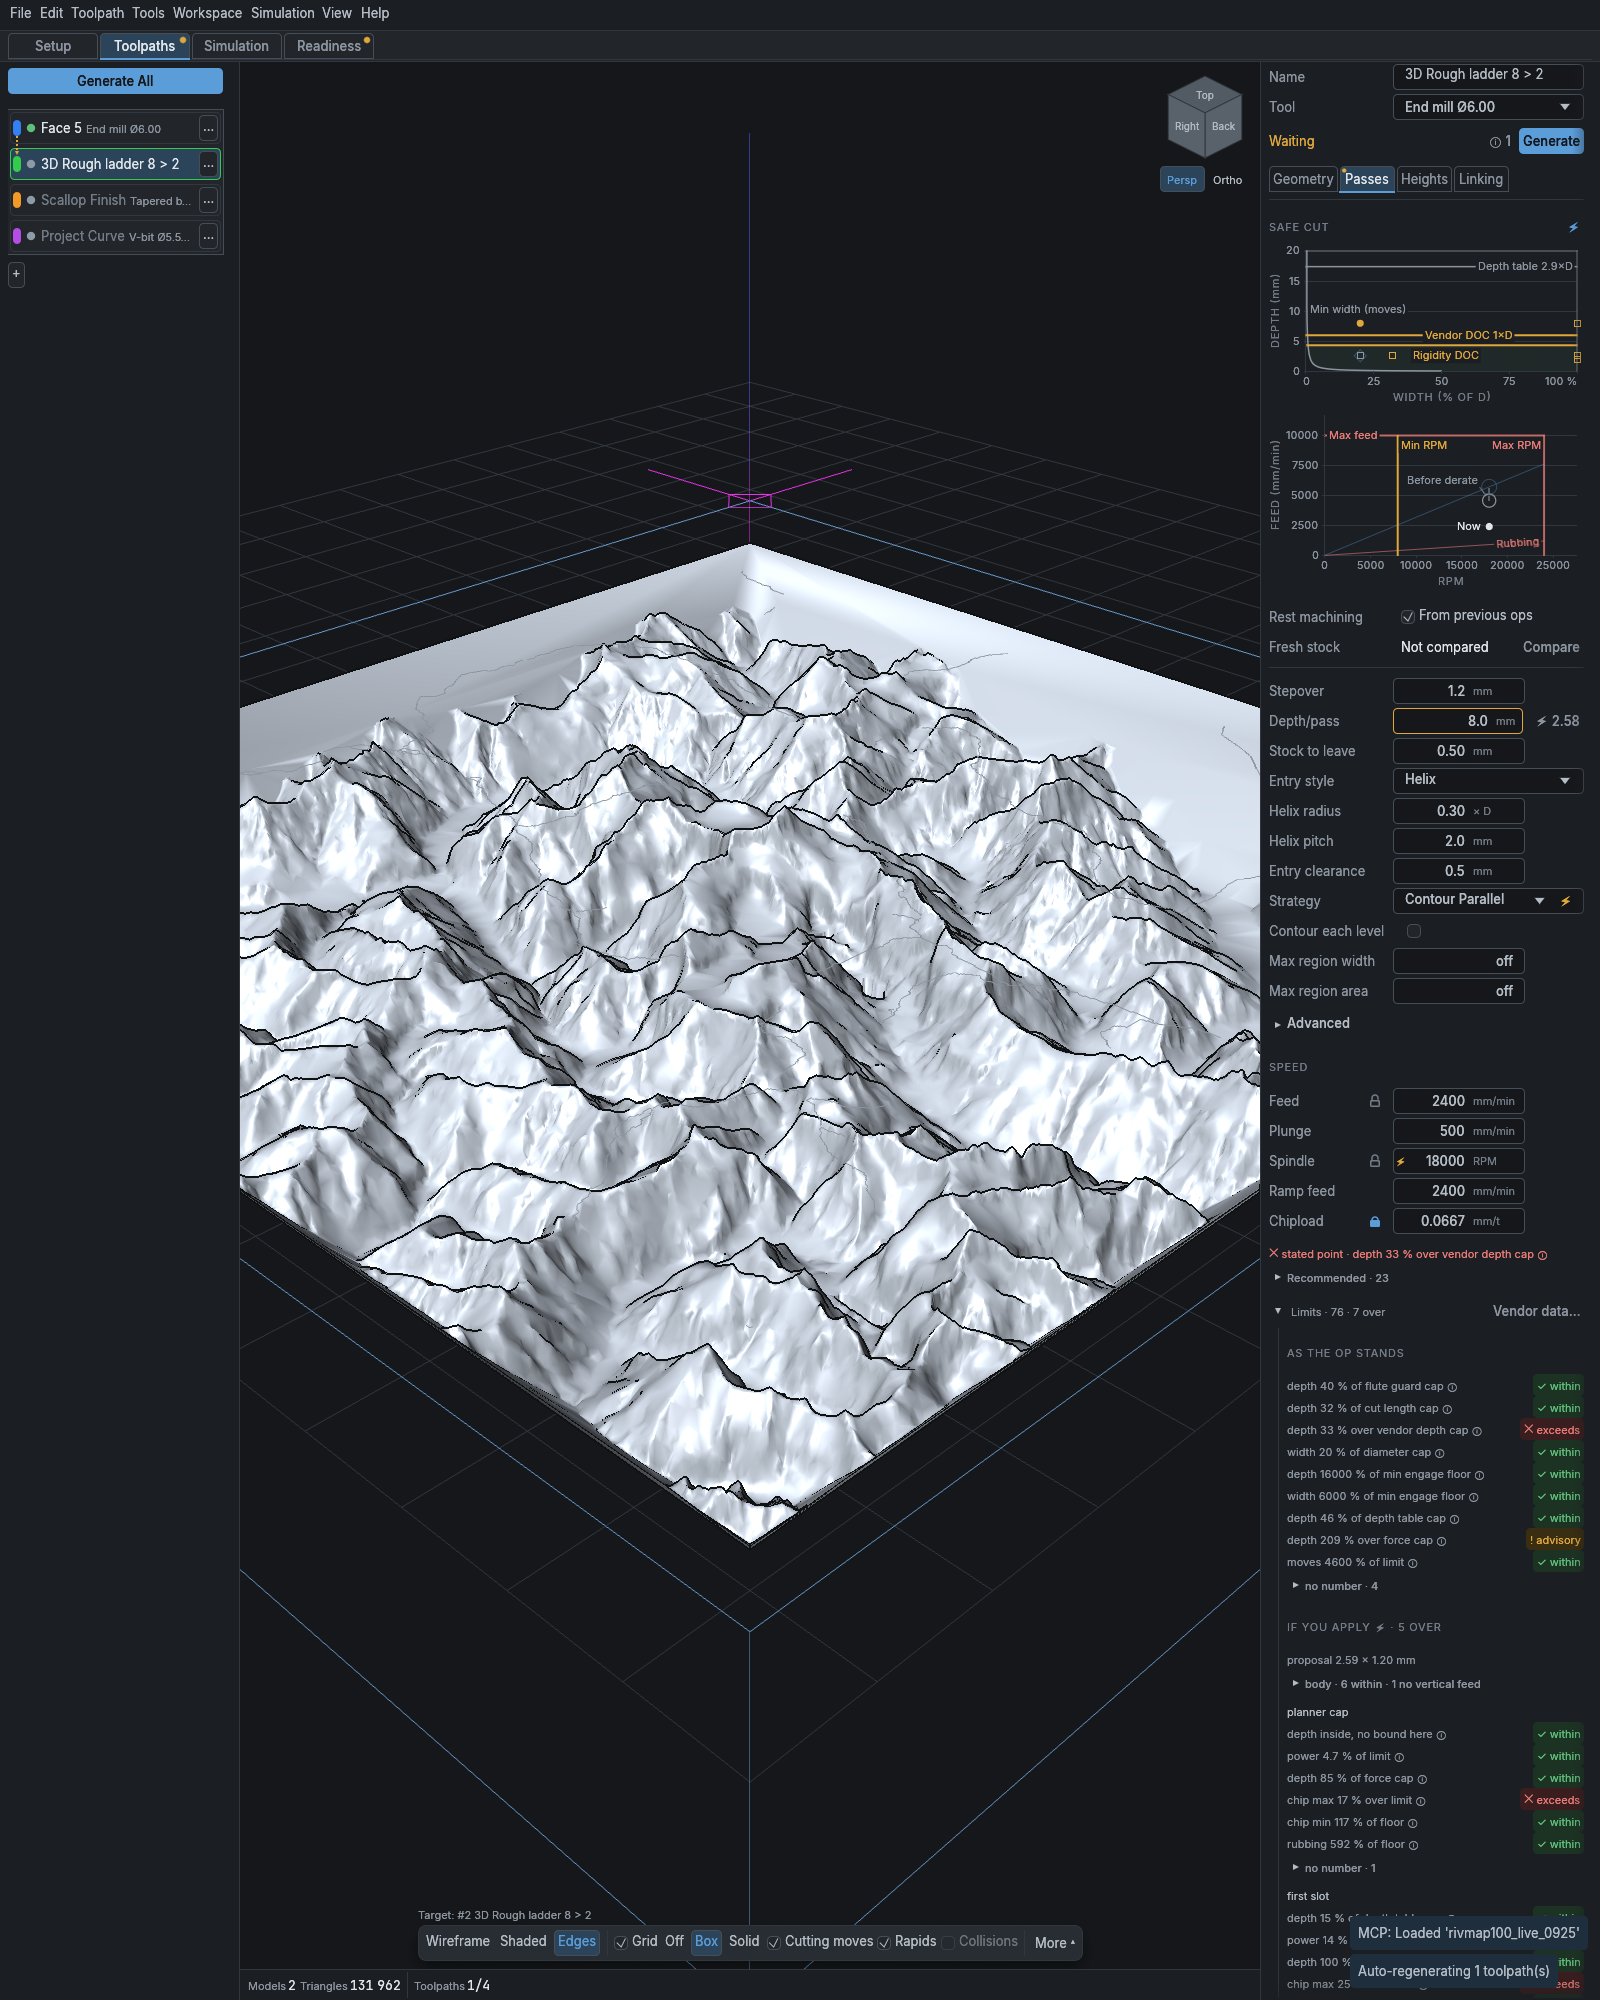 File Edit Toolpath Tools Workspace Simulation View Help
Setup Toolpaths Simulation Readiness
Generate All
Face 5 End mill Ø6.00 ...
3D Rough ladder 8 > 2 ...
Scallop Finish Tapered b... ...
Project Curve V-bit Ø5.5... ...
+
Top
Right Back
Persp Ortho
Target: #2 3D Rough ladder 8 > 2
Wireframe Shaded Edges Grid Off Box Solid Cutting moves Rapids Collisions More
Models 2 Triangles 131 962 Toolpaths 1/4
Name 3D Rough ladder 8 > 2
Tool End mill Ø6.00
Waiting 1 Generate
Geometry Passes Heights Linking
SAFE CUT
20
Depth table 2.9×D
15
10
Min width (moves)
Vendor DOC 1×D
5
Rigidity DOC
0
DEPTH (mm)
0 25 50 75 100 %
WIDTH (% OF D)
10000
Max feed
Min RPM Max RPM
7500
Before derate
5000
Now
2500
Rubbing
0
FEED (mm/min)
0 5000 10000 15000 20000 25000
RPM
Rest machining From previous ops
Fresh stock Not compared Compare
Stepover 1.2 mm
Depth/pass 8.0 mm ⚡ 2.58
Stock to leave 0.50 mm
Entry style Helix
Helix radius 0.30 × D
Helix pitch 2.0 mm
Entry clearance 0.5 mm
Strategy Contour Parallel
Contour each level
Max region width off
Max region area off
Advanced
SPEED
Feed 2400 mm/min
Plunge 500 mm/min
Spindle 18000 RPM
Ramp feed 2400 mm/min
Chipload 0.0667 mm/t
stated point · depth 33 % over vendor depth cap
Recommended · 23
Limits · 76 · 7 over Vendor data...
AS THE OP STANDS
depth 40 % of flute guard cap ✓ within
depth 32 % of cut length cap ✓ within
depth 33 % over vendor depth cap ✕ exceeds
width 20 % of diameter cap ✓ within
depth 16000 % of min engage floor ✓ within
width 6000 % of min engage floor ✓ within
depth 46 % of depth table cap ✓ within
depth 209 % over force cap ! advisory
moves 4600 % of limit ✓ within
no number · 4
IF YOU APPLY ⚡ · 5 OVER
proposal 2.59 × 1.20 mm
body · 6 within · 1 no vertical feed
planner cap
depth inside, no bound here ✓ within
power 4.7 % of limit ✓ within
depth 85 % of force cap ✓ within
chip max 17 % over limit ✕ exceeds
chip min 117 % of floor ✓ within
rubbing 592 % of floor ✓ within
no number · 1
first slot
depth 15 %
MCP: Loaded 'rivmap100_live_0925'
power 14 %
depth 100 %
Auto-regenerating 1 toolpath(s)
chip max 25